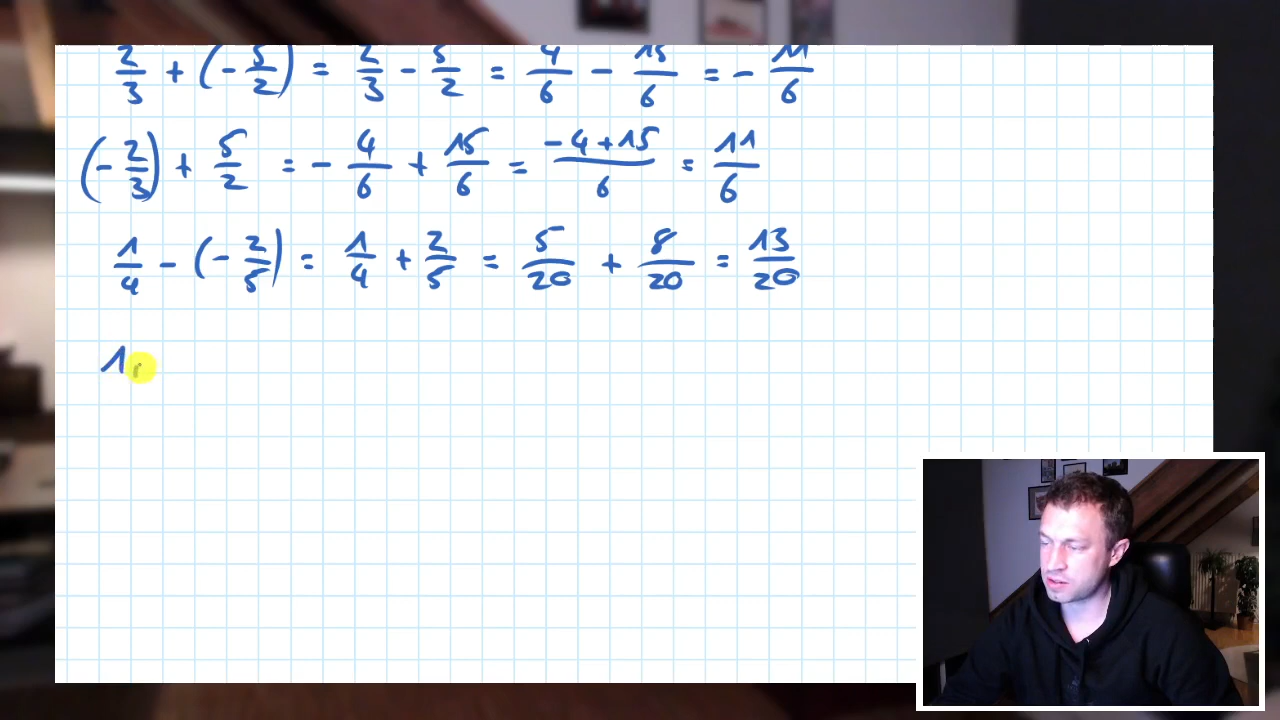 2/3 + (- 5/2) = 2/3 - 5/2 = 4/6 - 15/6 = - 11/6
(- 2/3) + 5/2 = - 4/6 + 15/6 = (-4+15)/6 = 11/6
1/4 - (- 2/5) = 1/4 + 2/5 = 5/20 + 8/20 = 13/20
1